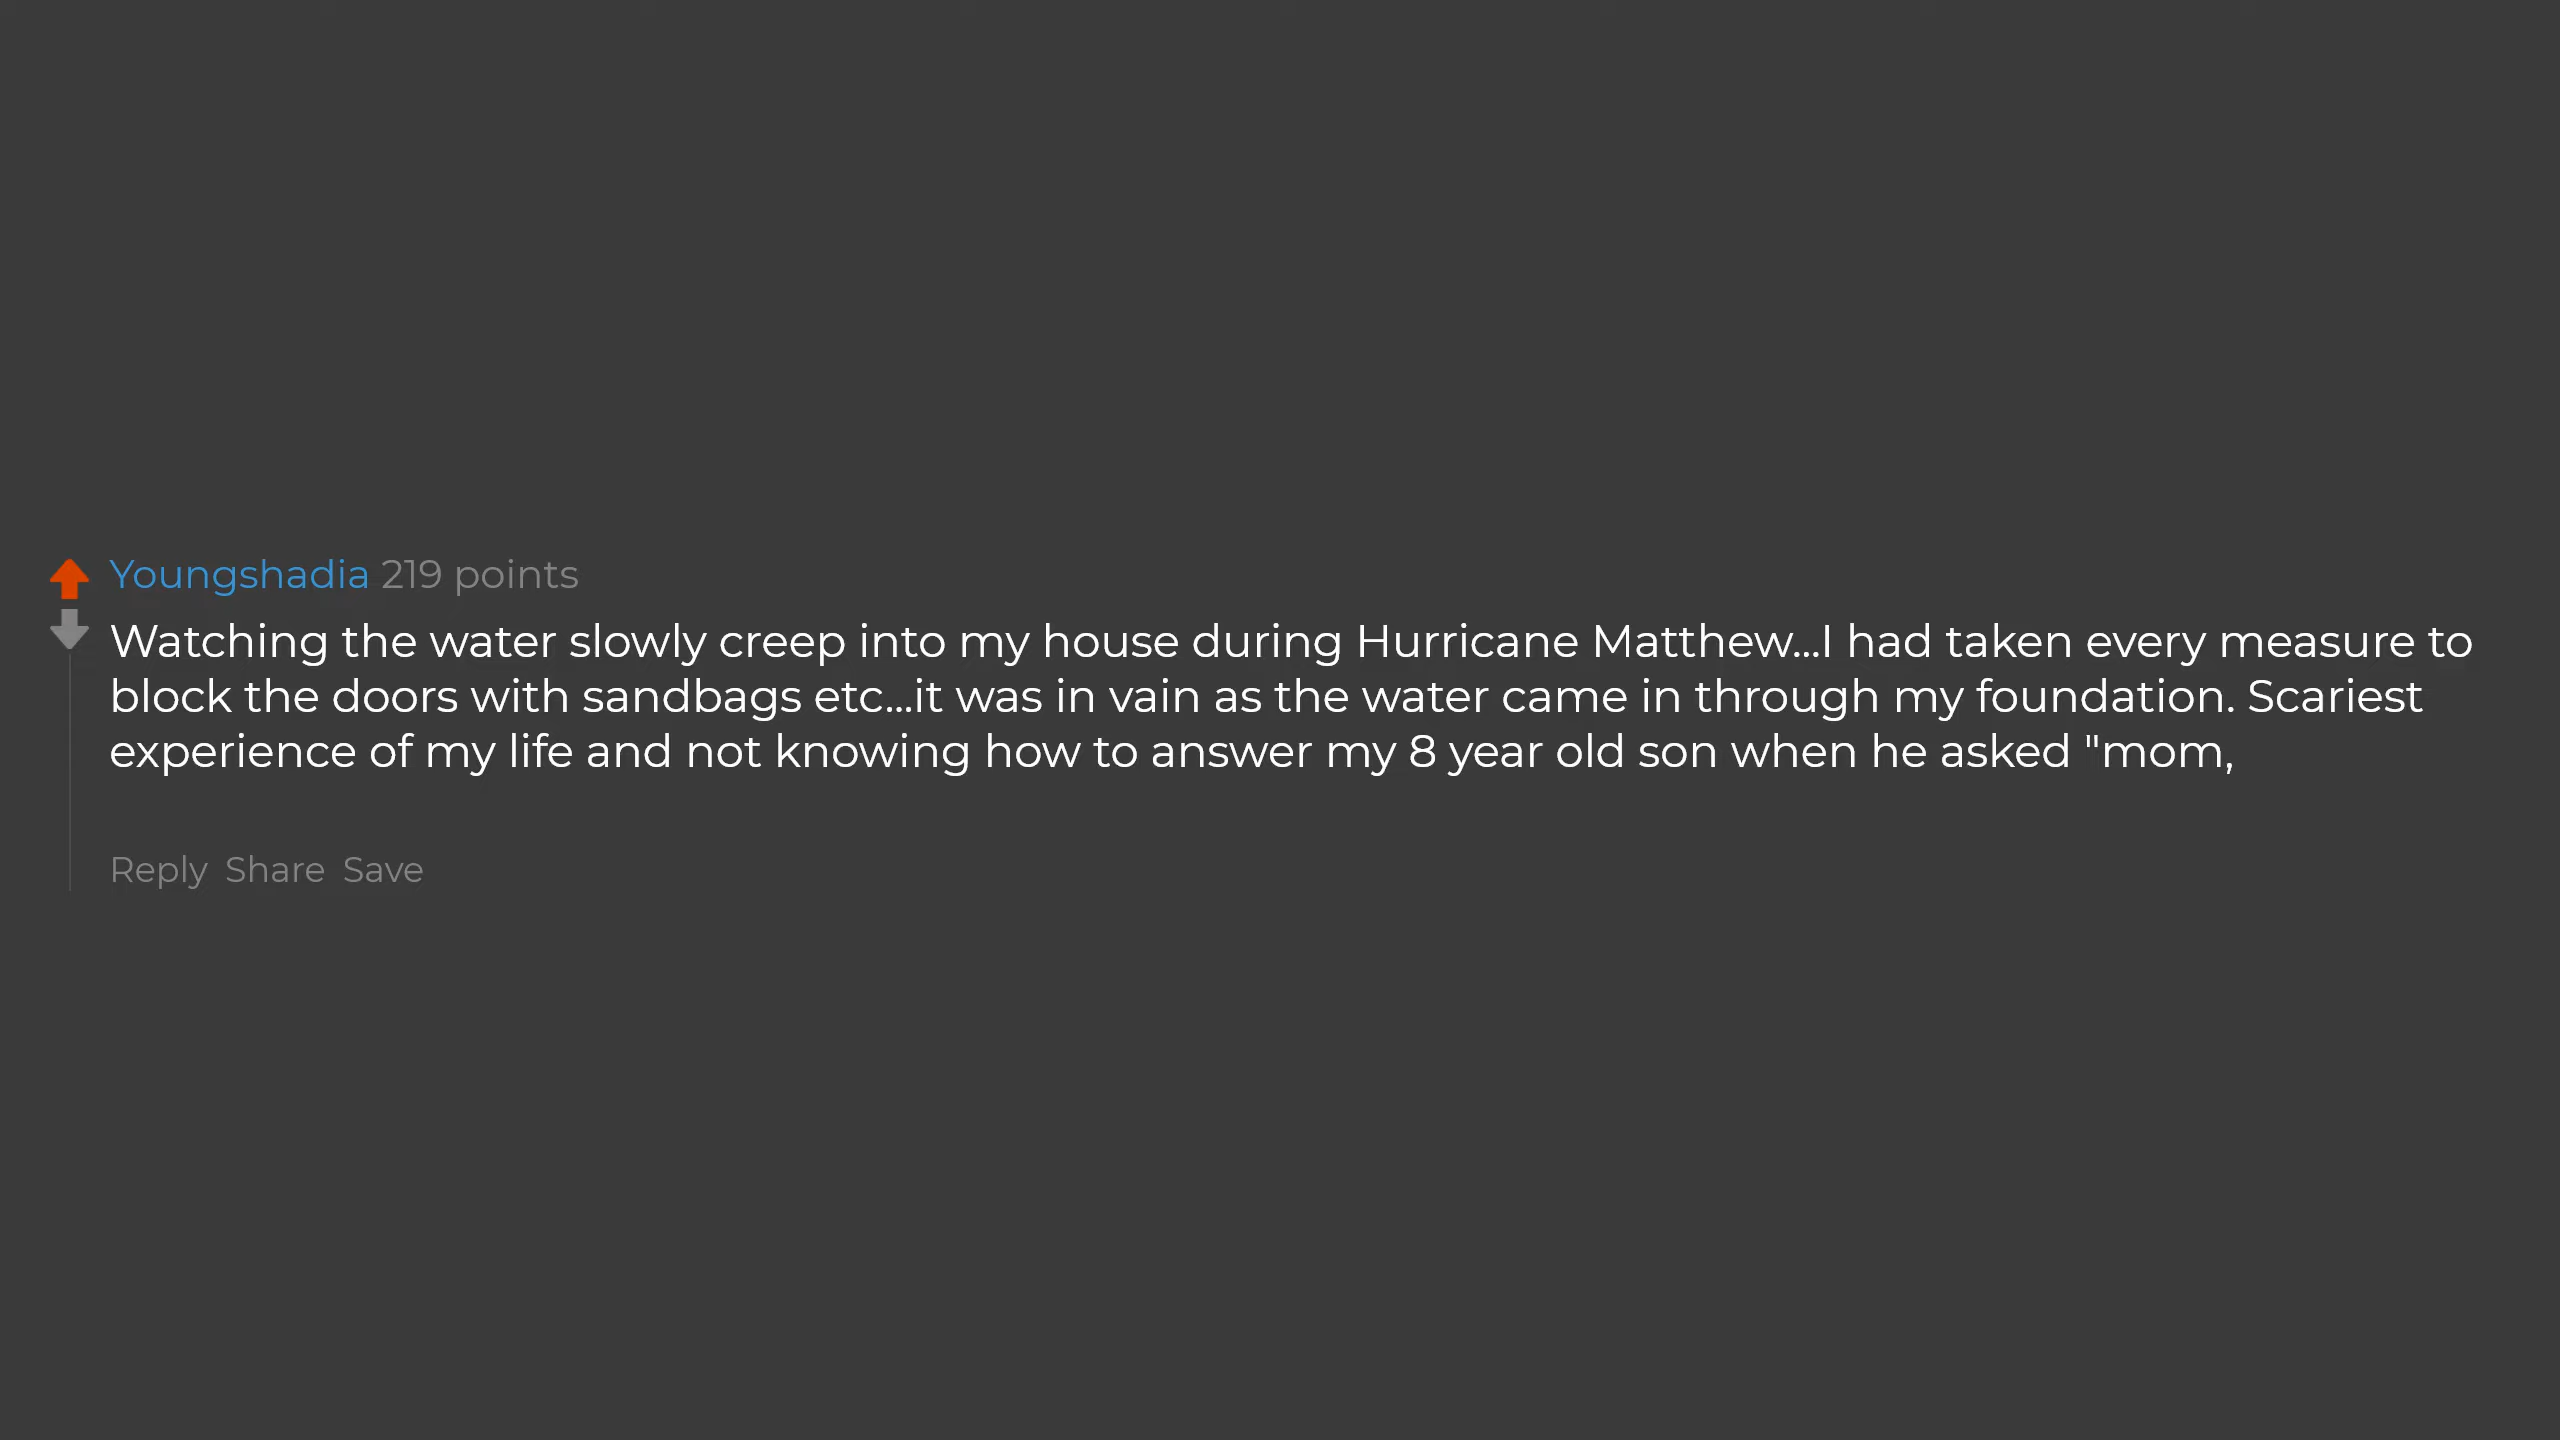 Youngshadia 219 points
Watching the water slowly creep into my house during Hurricane Matthew...I had taken every measure to
block the doors with sandbags etc...it was in vain as the water came in through my foundation. Scariest
experience of my life and not knowing how to answer my 8 year old son when he asked "mom,
Reply Share Save